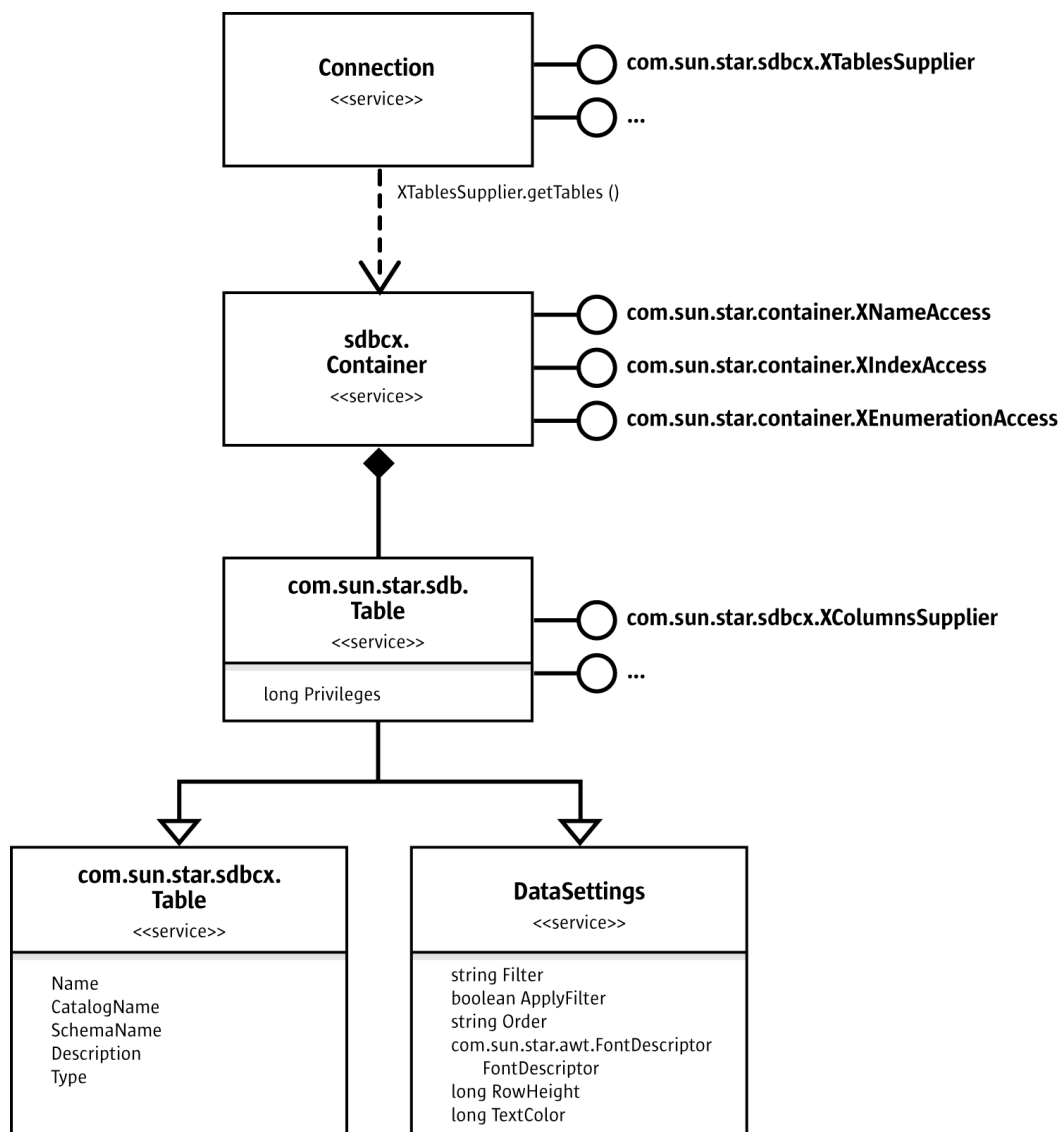 Connection
<<service>>
com.sun.star.sdbcx.XTablesSupplier
...
XTablesSupplier.getTables ()
sdbcx.
Container
<<service>>
com.sun.star.container.XNameAccess
com.sun.star.container.XIndexAccess
com.sun.star.container.XEnumerationAccess
com.sun.star.sdb.
Table
<<service>>
long Privileges
com.sun.star.sdbcx.XColumnsSupplier
...
com.sun.star.sdbcx.
Table
<<service>>
Name
CatalogName
SchemaName
Description
Type
DataSettings
<<service>>
string Filter
boolean ApplyFilter
string Order
com.sun.star.awt.FontDescriptor
FontDescriptor
long RowHeight
long TextColor